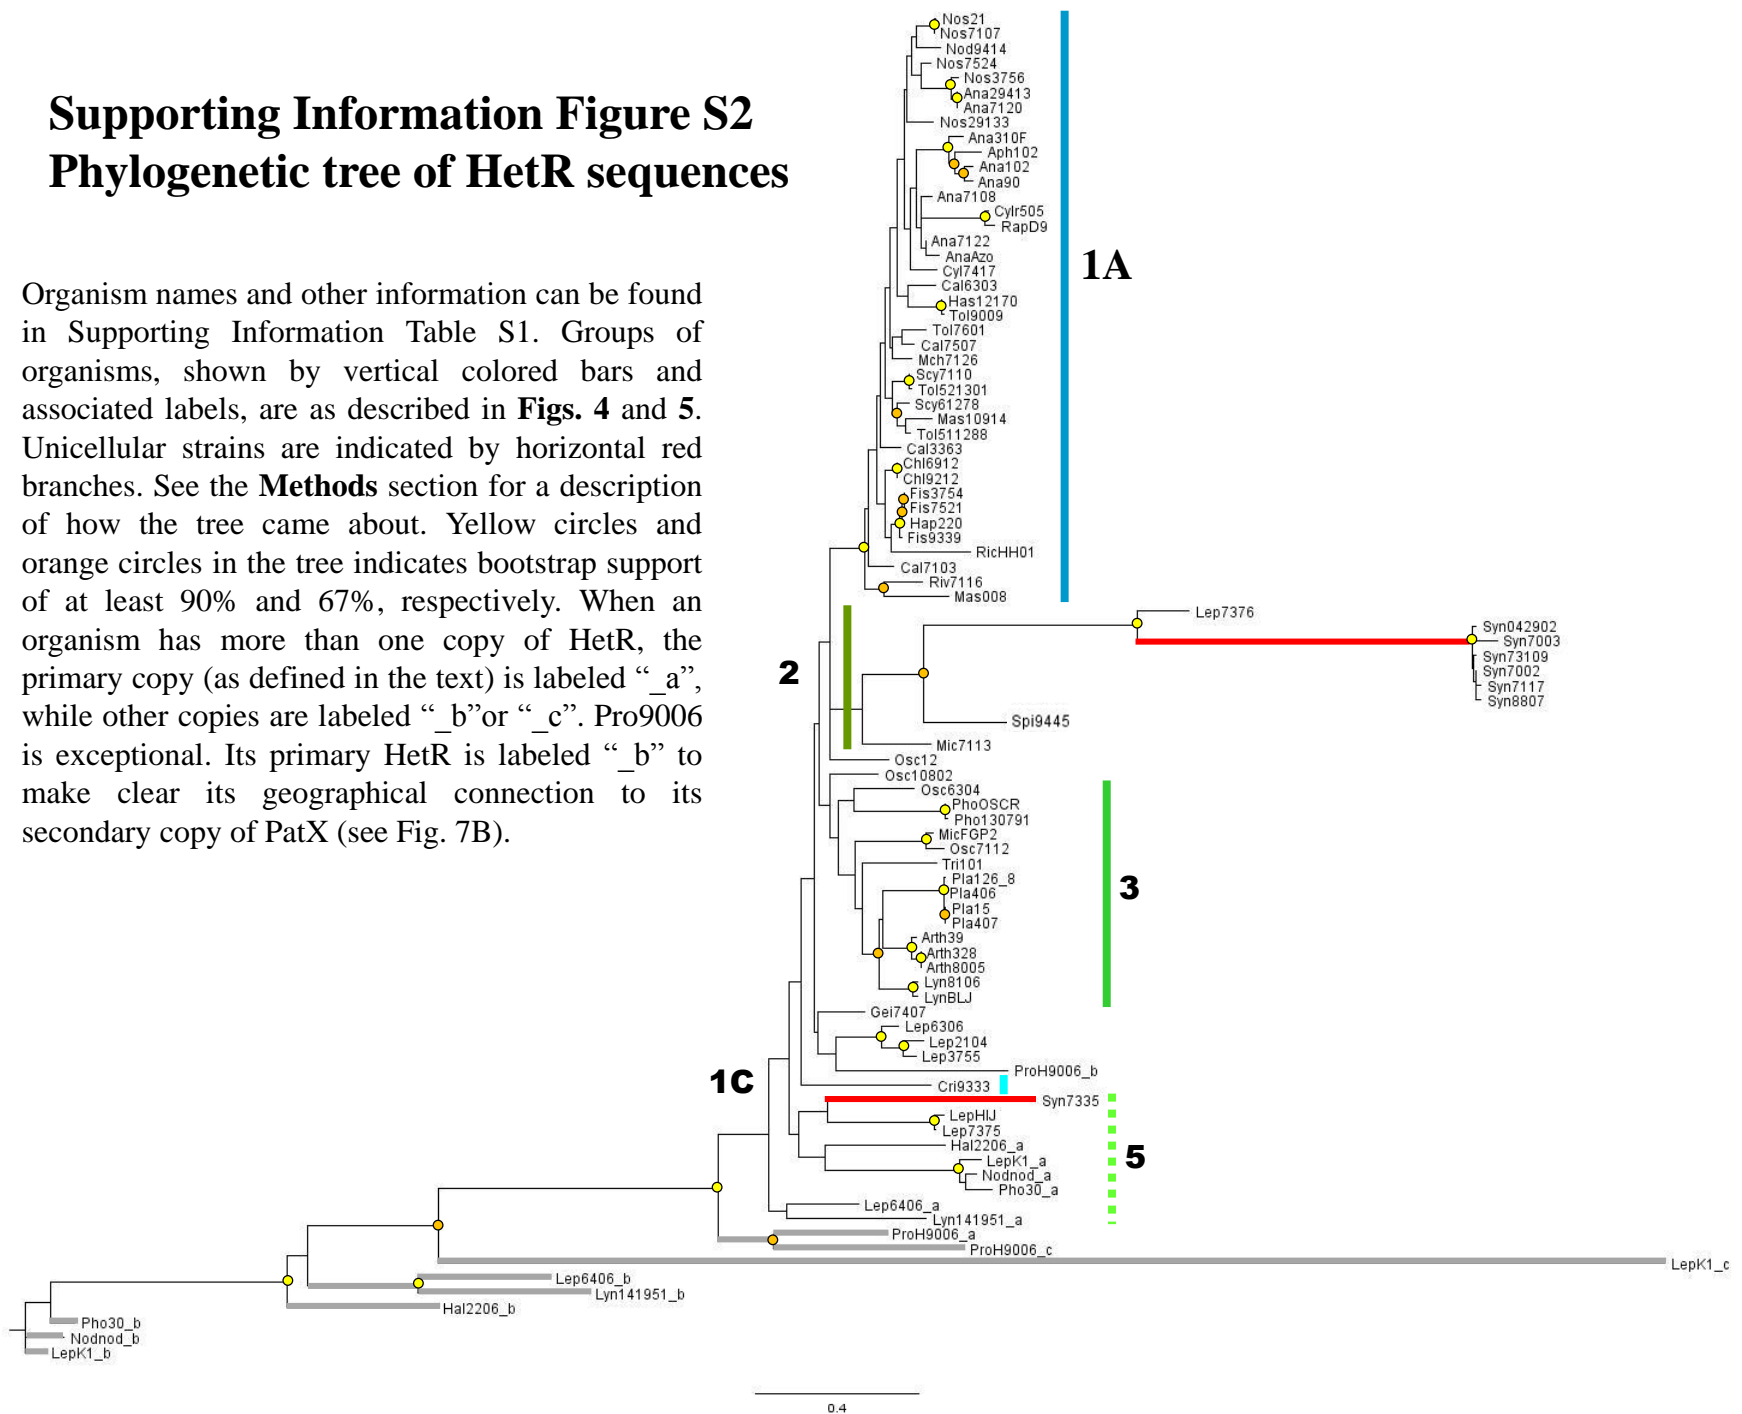 Supporting Information Figure S2
Phylogenetic tree of HetR sequences
Organism names and other information can be found
in Supporting Information Table S1. Groups of
organisms, shown by vertical colored bars and
associated labels, are as described in Figs. 4 and 5.
Unicellular strains are indicated by horizontal red
branches. See the Methods section for a description
of how the tree came about. Yellow circles and
orange circles in the tree indicates bootstrap support
of at least 90% and 67%, respectively. When an
organism has more than one copy of HetR, the
primary copy (as defined in the text) is labeled “_a”,
while other copies are labeled “_b”or “_c”. Pro9006
is exceptional. Its primary HetR is labeled “_b” to
make clear its geographical connection to its
secondary copy of PatX (see Fig. 7B).
Nos21
Nos7107
Nod9414
Nos7524
Nos3756
Ana29413
Ana7120
Nos29133
Ana310F
Aph102
Ana102
Ana90
Ana7108
Cylr505
RapD9
Ana7122
AnaAzo
Cyl7417
Cal6303
Has12170
Tol9009
Tol7601
Cal7507
Mch7126
Scy7110
Tol521301
Scy61278
Mas10914
Tol511288
Cal3363
Chl6912
Chl9212
Fis3754
Fis7521
Hap220
Fis9339
RicHH01
Cal7103
Riv7116
Mas008
1A
Lep7376
Syn042902
Syn7003
Syn73109
Syn7002
Syn7117
Syn8807
2
Spi9445
Mic7113
Osc12
Osc10802
Osc6304
PhoOSCR
Pho130791
MicFGP2
Osc7112
Tri101
Pla126_8
Pla406
Pla15
Pla407
Arth39
Arth328
Arth8005
Lyn8106
LynBLJ
3
Gei7407
Lep6306
Lep2104
Lep3755
ProH9006_b
1C
Cri9333
Syn7335
LepHIJ
Lep7375
Hal2206_a
LepK1_a
Nodnod_a
Pho30_a
5
Lep6406_a
Lyn141951_a
ProH9006_a
ProH9006_c
LepK1_c
Lep6406_b
Lyn141951_b
Hal2206_b
Pho30_b
Nodnod_b
LepK1_b
0.4